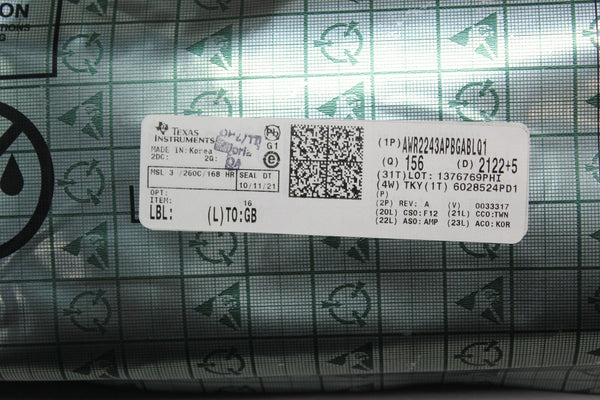 ION
TIONS
G
TEXAS
INSTRUMENTS
MADE IN: Korea
2DC: 2Q:
G1
MSL 3 /260C/168 HR SEAL DT
10/11/21
OPT:
ITEM: 16
LBL: (L)TO:GB
(1P) AWR2243APBGABLQ1
(Q) 156 (D) 2122+5
(31T)LOT: 1376769PHI
(4W) TKY(1T) 6028524PD1
(P)
(2P) REV: A (V) 0033317
(20L) CSO:F12 (21L) CCO:TWN
(22L) ASO:AMP (23L) ACO:KOR